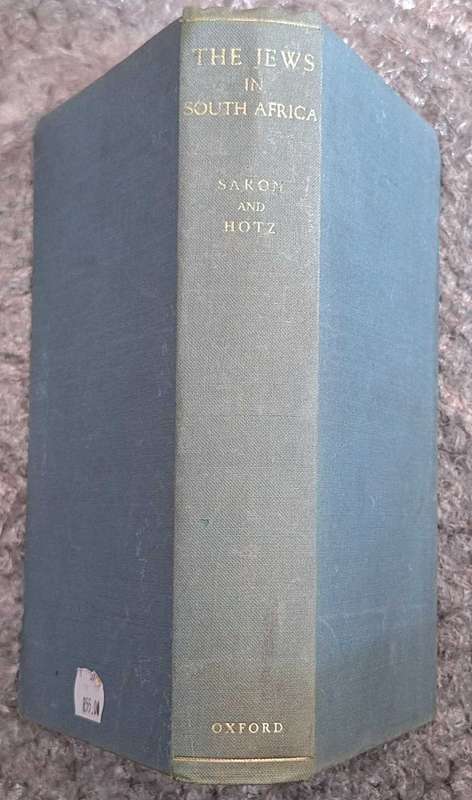 THE JEWS
IN
SOUTH AFRICA
SARON
AND
HOTZ
OXFORD